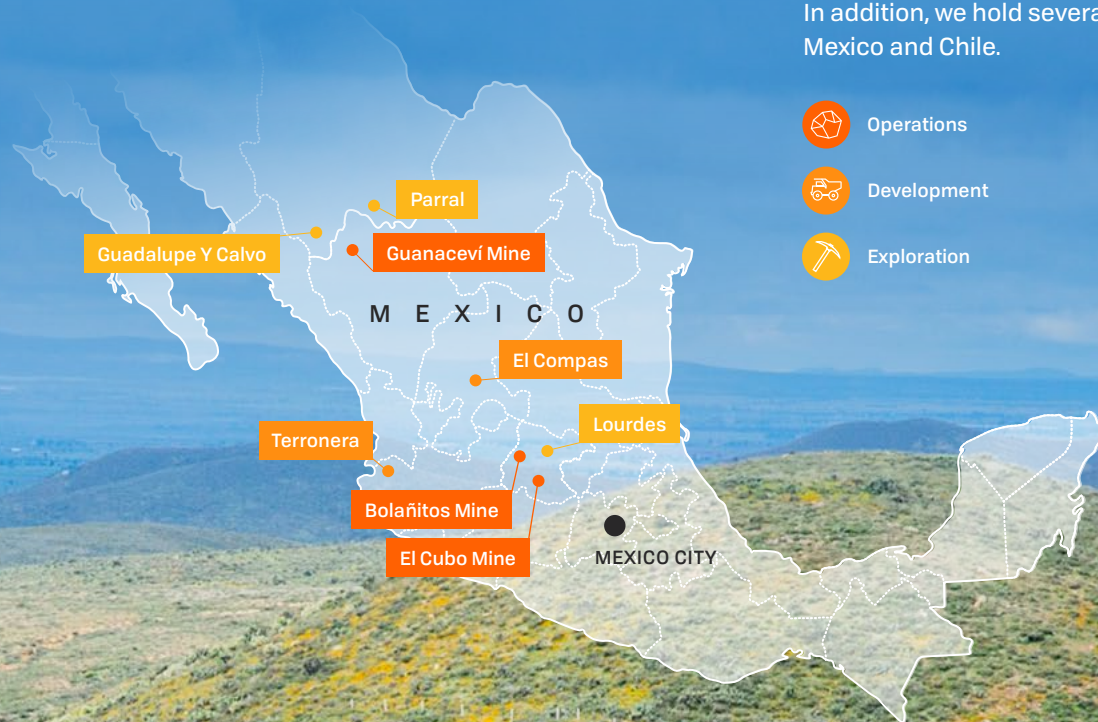 In addition, we hold
Mexico and Chile.
Operations
Development
Exploration
Parral
Guadalupe Y Calvo
Guanaceví Mine
MEXICO
El Compas
Lourdes
Terronera
Bolañitos Mine
El Cubo Mine
MEXICO CITY